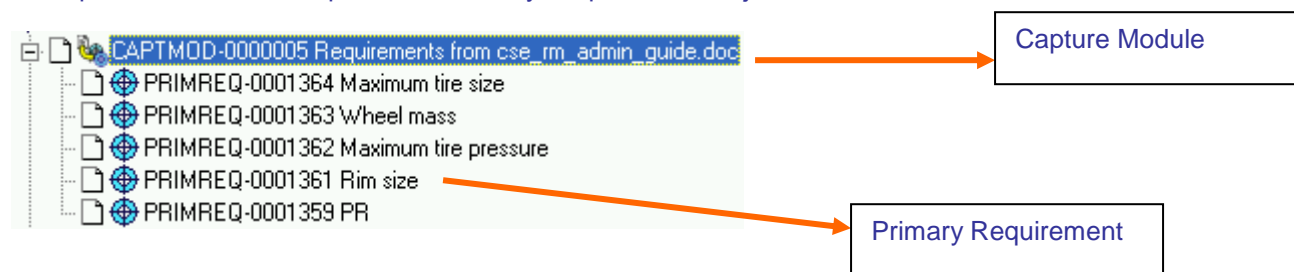 CAPTMOD-0000005 Requirements from cse_rm_admin_guide.doc
Capture Module
PRIMREQ-0001364 Maximum tire size
PRIMREQ-0001363 Wheel mass
PRIMREQ-0001362 Maximum tire pressure
PRIMREQ-0001361 Rim size
PRIMREQ-0001359 PR
Primary Requirement